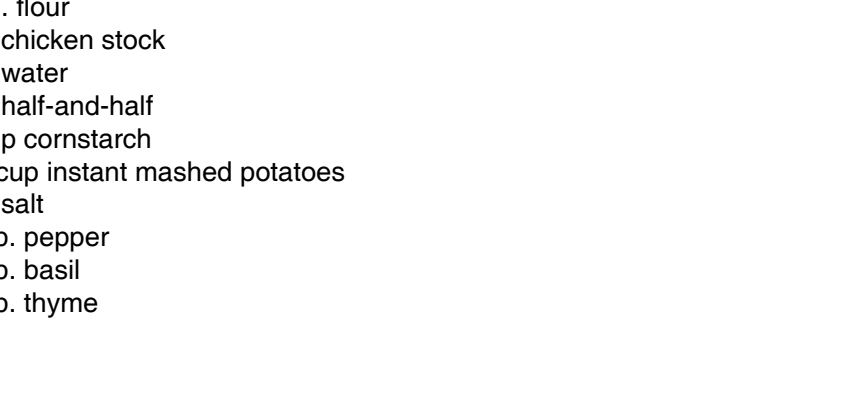 . flour
chicken stock
water
half-and-half
p cornstarch
cup instant mashed potatoes
salt
p. pepper
p. basil
p. thyme